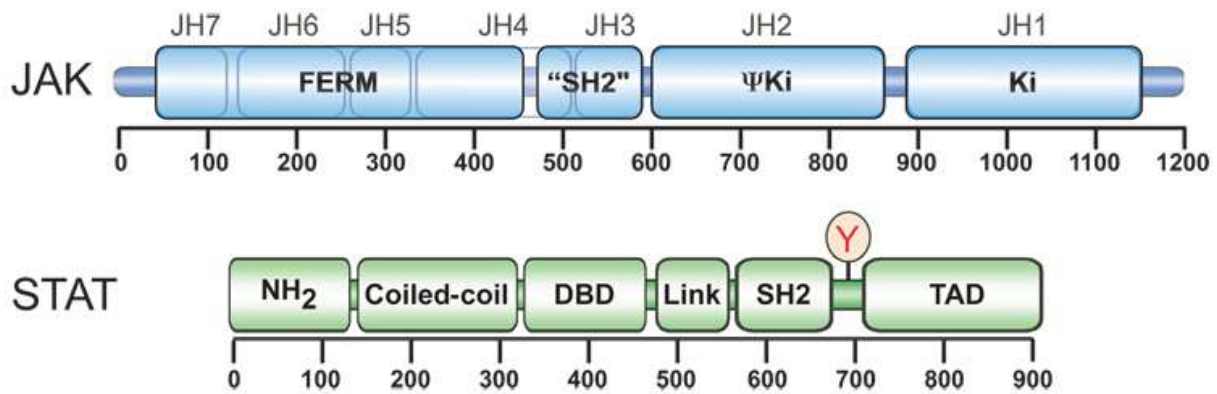 JH7 JH6 JH5 JH4 JH3 JH2 JH1
JAK FERM “SH2" ΨKi Ki
0 100 200 300 400 500 600 700 800 900 1000 1100 1200
Y
STAT NH2 Coiled-coil DBD Link SH2 TAD
0 100 200 300 400 500 600 700 800 900